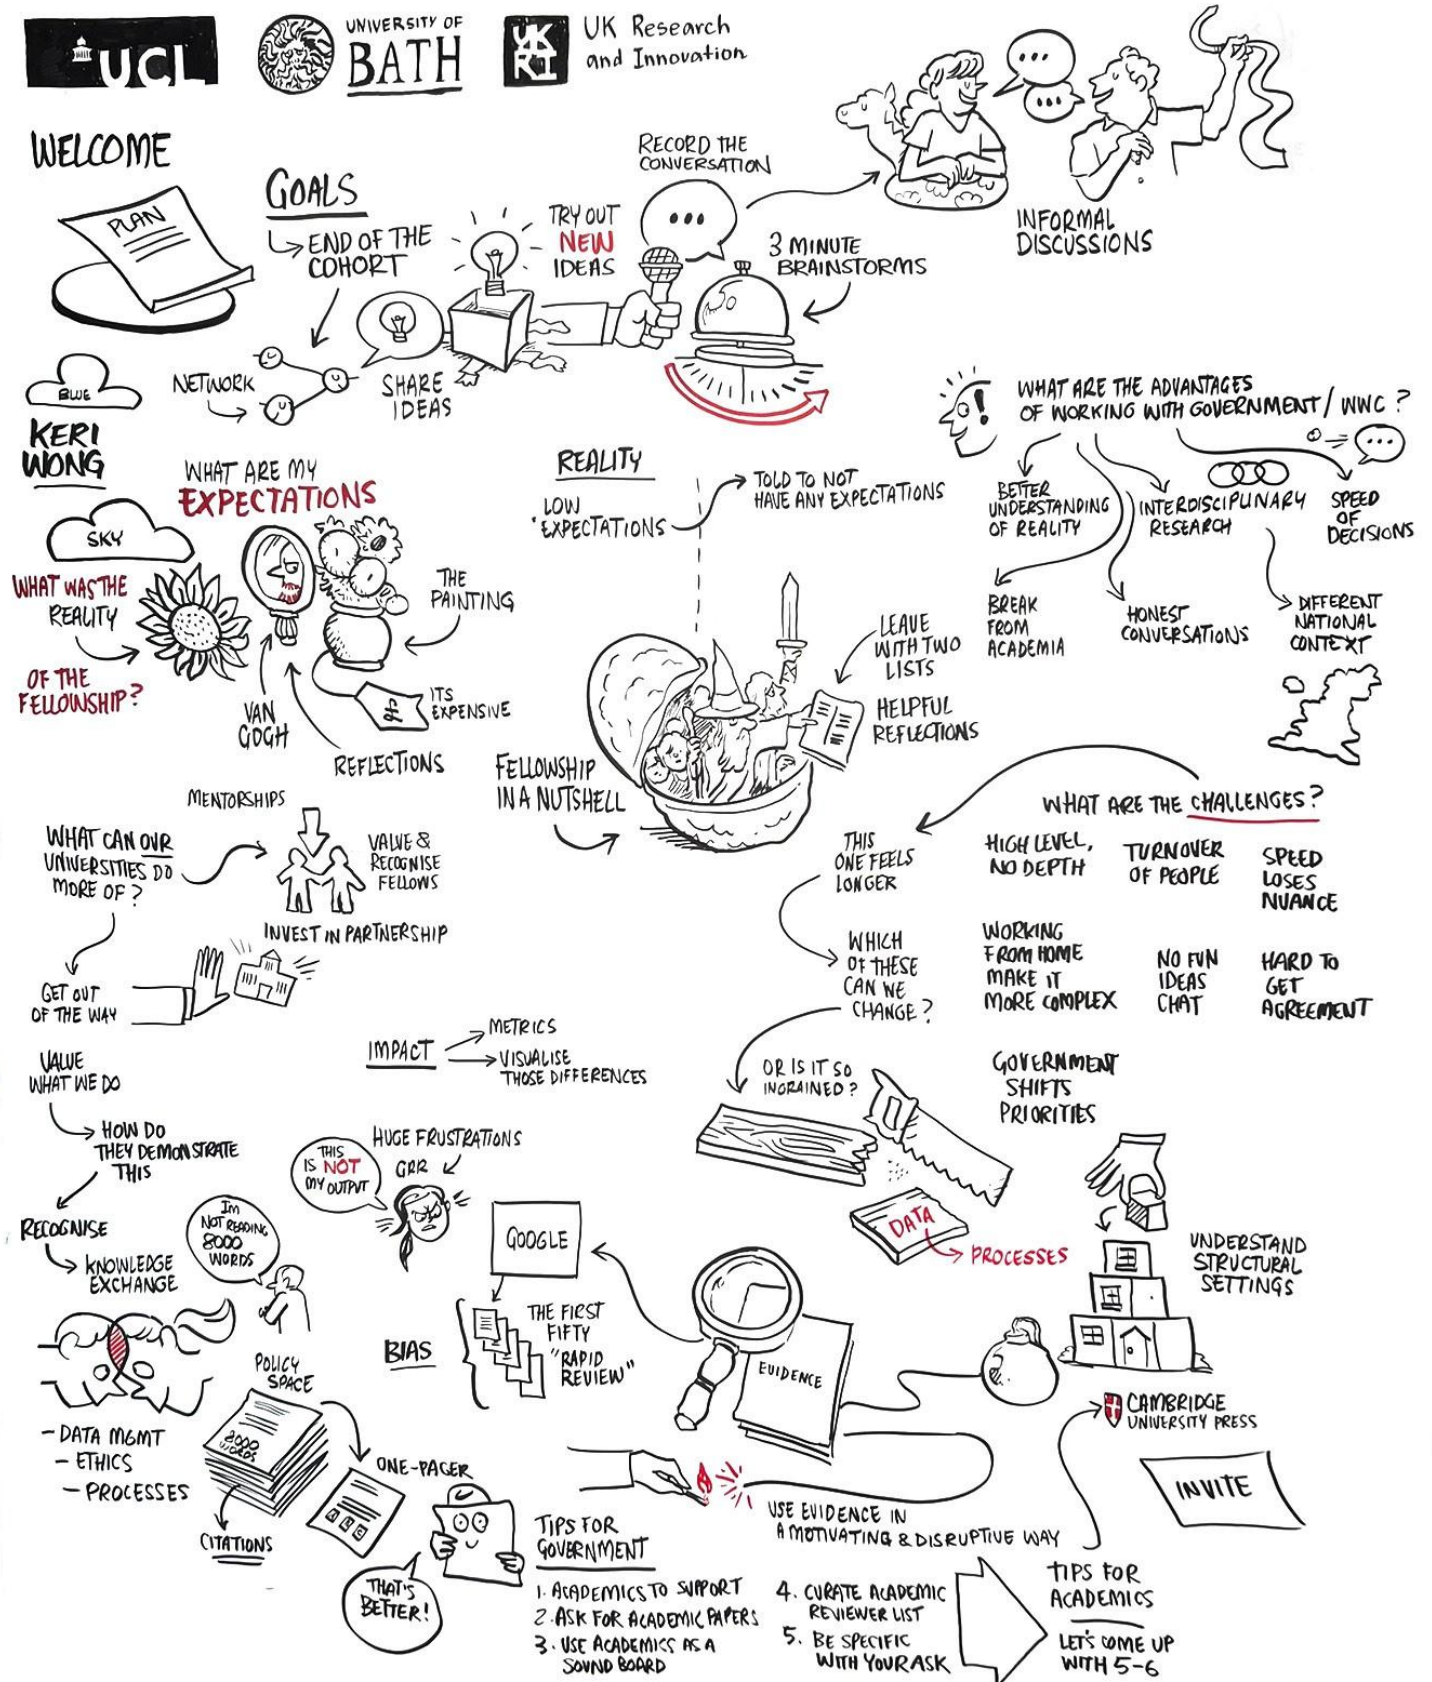 UCL
UNIVERSITY OF
BATH
UK
RI
UK Research
and Innovation
WELCOME
PLAN
GOALS
END OF THE
COHORT
NETWORK
SHARE
IDEAS
TRY OUT
NEW
IDEAS
RECORD THE
CONVERSATION
...
3 MINUTE
BRAINSTORMS
...
...
INFORMAL
DISCUSSIONS
BLUE
KERI
WONG
SKY
WHAT ARE MY
EXPECTATIONS
WHAT WAS THE
REALITY
OF THE
FELLOWSHIP?
THE
PAINTING
VAN
GOGH
ITS
EXPENSIVE
REFLECTIONS
REALITY
LOW
EXPECTATIONS
TOLD TO NOT
HAVE ANY EXPECTATIONS
LEAVE
WITH TWO
LISTS
HELPFUL
REFLECTIONS
FELLOWSHIP
IN A NUTSHELL
!
WHAT ARE THE ADVANTAGES
OF WORKING WITH GOVERNMENT/ WWC?
...
BETTER
UNDERSTANDING
OF REALITY
INTERDISCIPLINARY
RESEARCH
SPEED
OF
DECISIONS
BREAK
FROM
ACADEMIA
HONEST
CONVERSATIONS
DIFFERENT
NATIONAL
CONTEXT
WHAT ARE THE CHALLENGES?
THIS
ONE FEELS
LONGER
HIGH LEVEL,
NO DEPTH
TURNOVER
OF PEOPLE
SPEED
LOSES
NUANCE
WHICH
OF THESE
CAN WE
CHANGE?
WORKING
FROM HOME
MAKE IT
MORE COMPLEX
NO FUN
IDEAS
CHAT
HARD TO
GET
AGREEMENT
OR IS IT SO
INGRAINED?
GOVERNMENT
SHIFTS
PRIORITIES
DATA
PROCESSES
UNDERSTAND
STRUCTURAL
SETTINGS
MENTORSHIPS
WHAT CAN OUR
UNIVERSITIES DO
MORE OF?
VALUE &
RECOGNISE
FELLOWS
INVEST IN PARTNERSHIP
GET OUT
OF THE WAY
VALUE
WHAT WE DO
HOW DO
THEY DEMONSTRATE
THIS
RECOGNISE
KNOWLEDGE
EXCHANGE
- DATA MGMT
- ETHICS
- PROCESSES
IMPACT
METRICS
VISUALISE
THOSE DIFFERENCES
HUGE FRUSTRATIONS
GRR
THIS
IS NOT
MY OUTPUT
Im
NOT READING
8000
WORDS
POLICY
SPACE
8000
WORDS
CITATIONS
ONE-PAGER
THAT'S
BETTER!
GOOGLE
BIAS
THE FIRST
FIFTY
"RAPID
REVIEW"
EVIDENCE
USE EVIDENCE IN
A MOTIVATING & DISRUPTIVE WAY
CAMBRIDGE
UNIVERSITY PRESS
INVITE
TIPS FOR
GOVERNMENT
1. ACADEMICS TO SUPPORT
2. ASK FOR ACADEMIC PAPERS
3. USE ACADEMICS AS A
SOUND BOARD
4. CURATE ACADEMIC
REVIEWER LIST
5. BE SPECIFIC
WITH YOUR ASK
TIPS FOR
ACADEMICS
LET'S COME UP
WITH 5-6